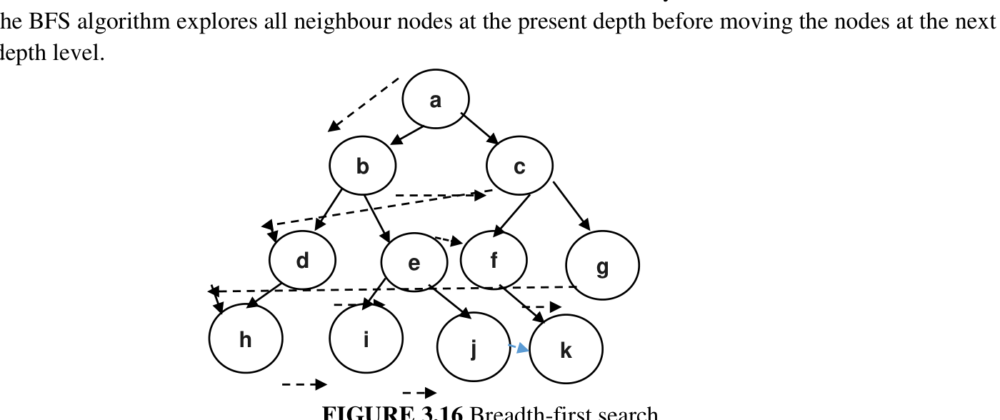 he BFS algorithm explores all neighbour nodes at the present depth before moving the nodes at the next
depth level.
a
b
c
d
e
f
g
h
i
j
k
FIGURE 3.16 Breadth-first search